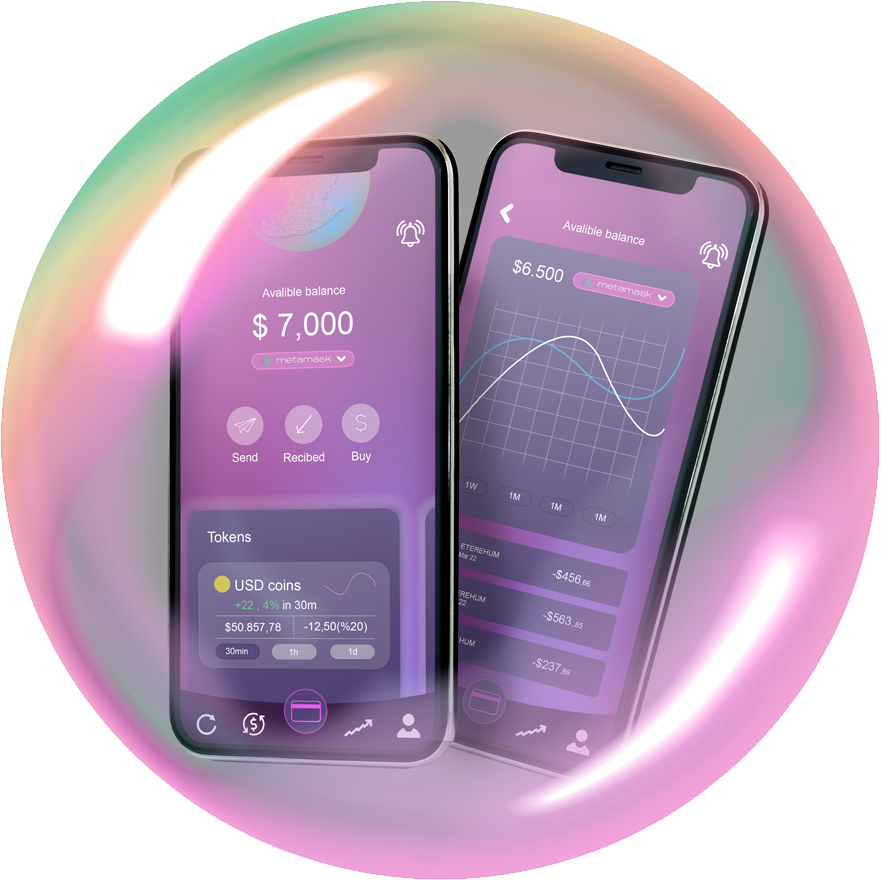 Avalible balance
$ 7,000
metamask
Send
Recibed
Buy
Tokens
USD coins
+22 , 4% in 30m
$50.857,78
-12,50(%20)
30min
1h
1d
Avalible balance
$6.500
metamask
1W
1M
1M
1M
ETEREHUM
Mar 22
-$456.66
EREHUM
22
-$563.85
HUM
-$237.86